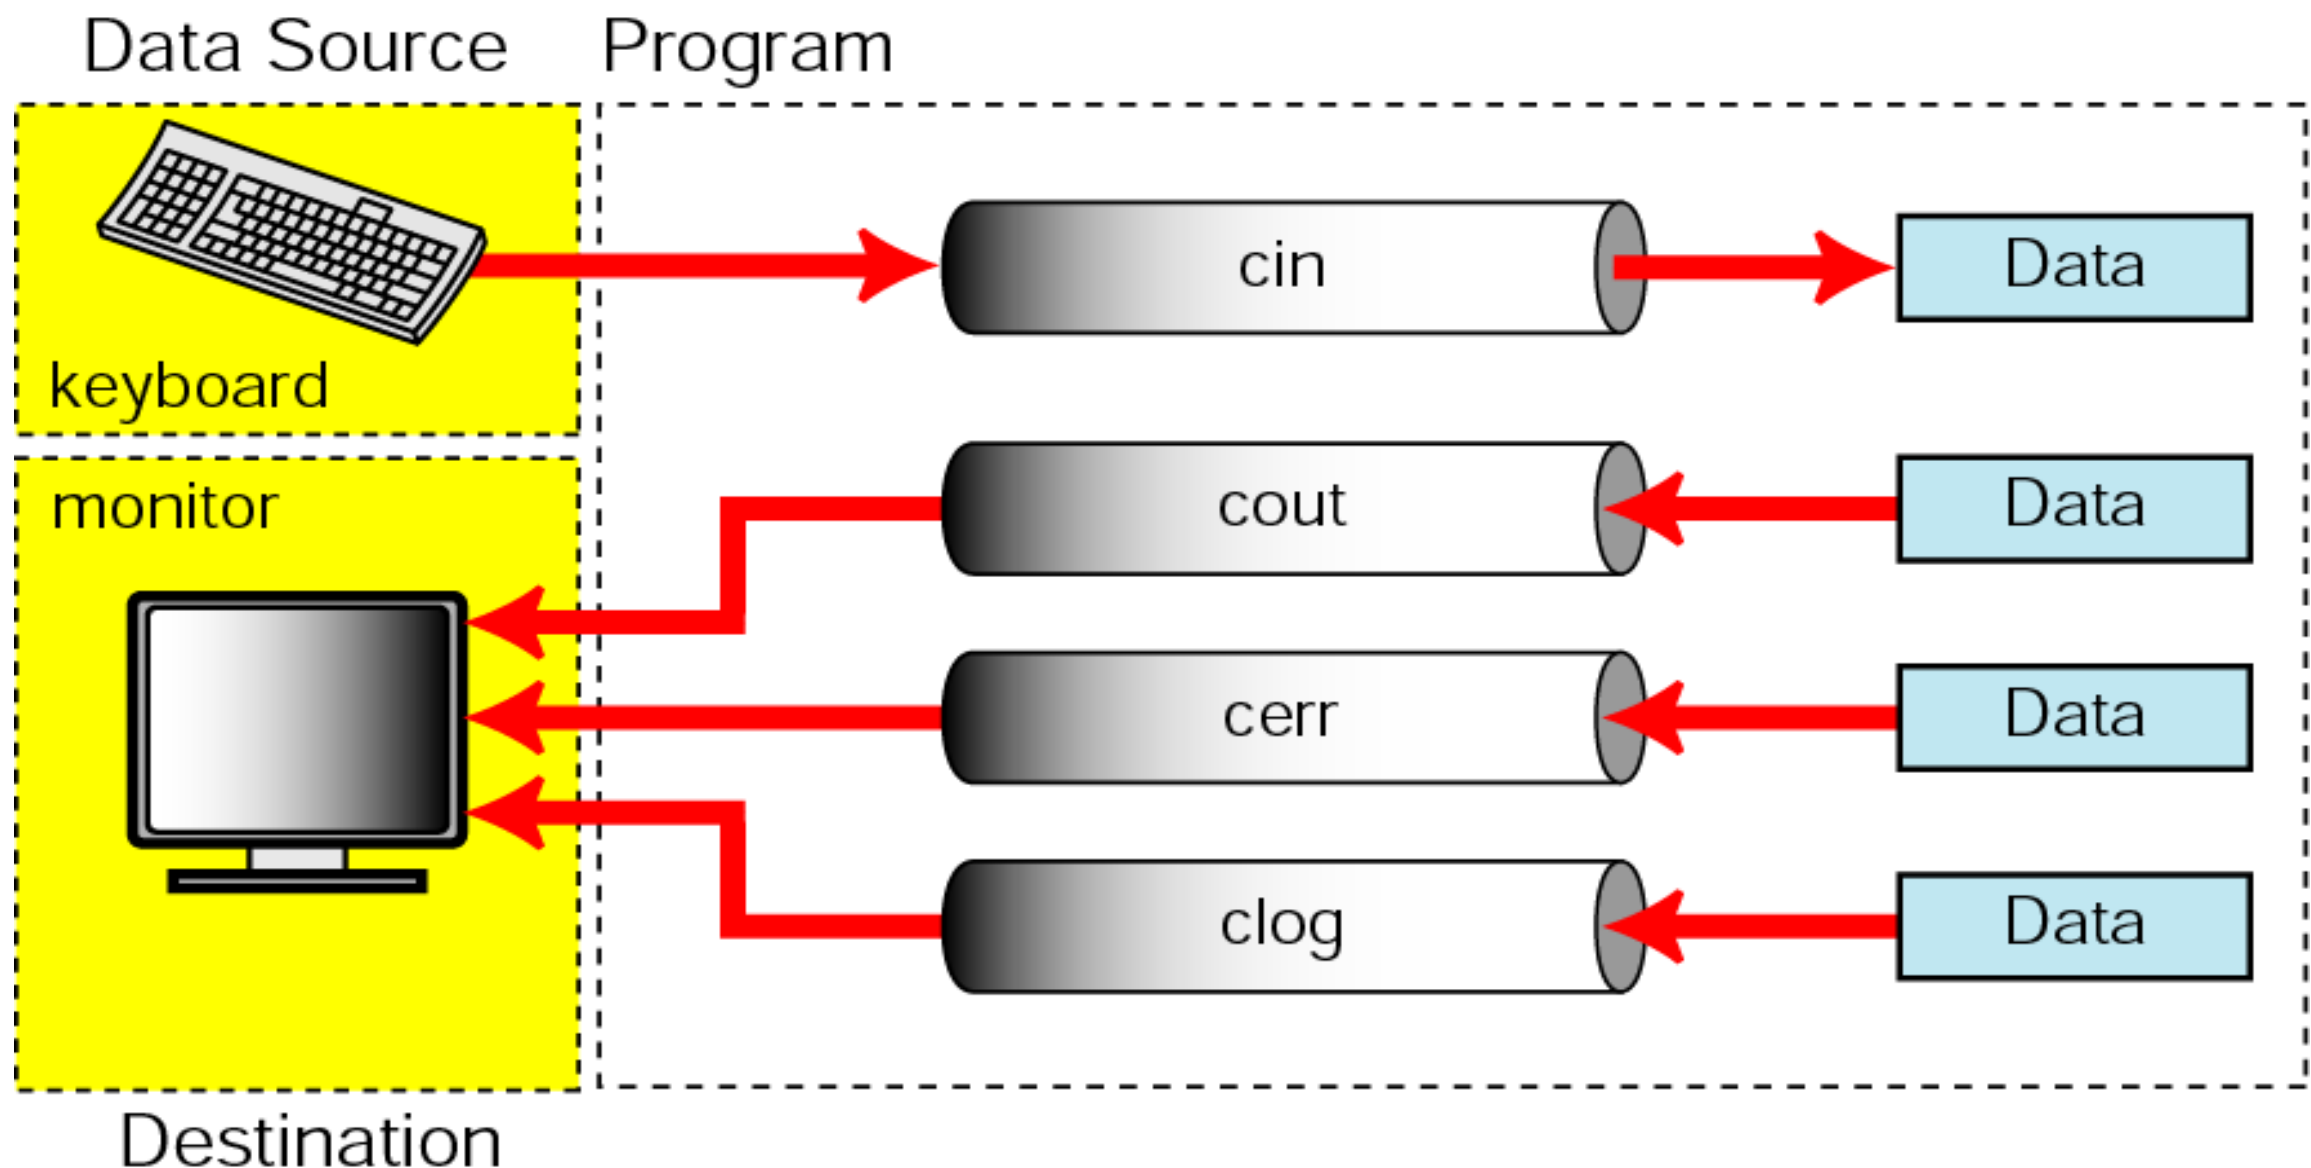 Data Source
Program
keyboard
cin
Data
monitor
cout
Data
cerr
Data
clog
Data
Destination